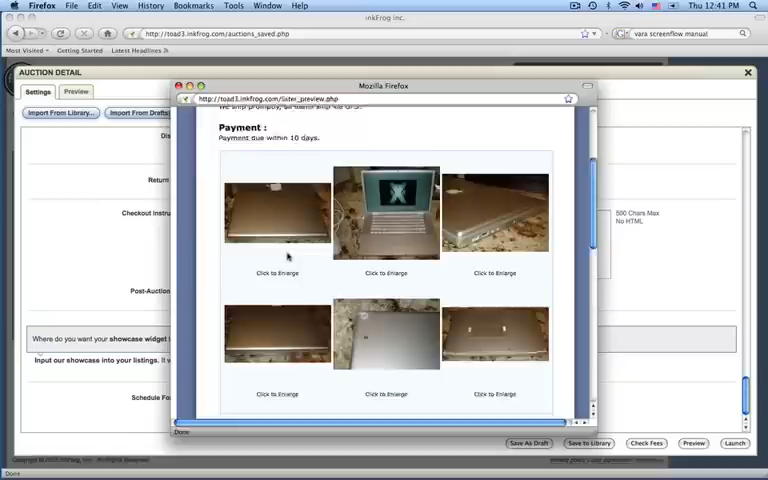 Firefox File Edit View History Bookmarks Tools Window Help Thu 12:41 PM
inkFrog Inc.
http://toad3.inkfrog.com/auctions_saved.php
vara screenflow manual
Most Visited Getting Started Latest Headlines
AUCTION DETAIL
Settings Preview
Import From Library... Import From Drafts
Mozilla Firefox
http://toad3.inkfrog.com/lister_preview.php
Payment :
Payment due within 10 days.
Return
Checkout Instru
500 Chars Max
No HTML
Click to Enlarge Click to Enlarge Click to Enlarge
Post-Auction
Where do you want your showcase widget
Input our showcase into your listings. It
Schedule Fo
Click to Enlarge Click to Enlarge Click to Enlarge
Done
Save As Draft Save to Library Check Fees Preview Launch
Done